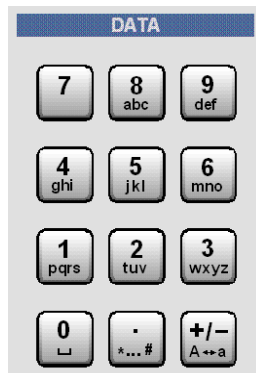 DATA
7 8 9
abc def
4 5 6
ghi jkl mno
1 2 3
pqrs tuv wxyz
0 . +/−
␣ *...# A↔a